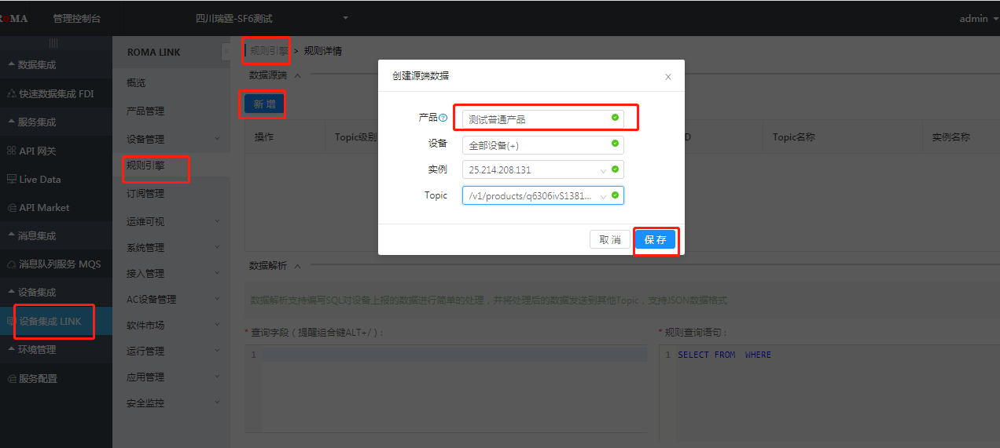 ROMA 管理控制台 四川瑞霆-SF6测试 admin
数据集成
快速数据集成 FDI
服务集成
API 网关
Live Data
API Market
消息集成
消息队列服务 MQS
设备集成
设备集成 LINK
环境管理
服务配置
ROMA LINK
概览
产品管理
设备管理
规则引擎
订阅管理
运维可视
系统管理
接入管理
AC设备管理
软件市场
运行管理
应用管理
安全监控
规则引擎 > 规则详情
数据源端
新 增
操作 Topic级别 ID Topic名称 实例名称
创建源端数据
产品 测试普通产品
设备 全部设备(+)
实例 25.214.208.131
Topic /v1/products/q6306ivS1381...
取 消 保 存
数据解析
数据解析支持编写SQL对设备上报的数据进行简单的处理，并将处理后的数据发送到其他Topic，支持JSON数据格式
* 查询字段（提醒组合键ALT+/）:
1
* 规则查询语句:
1 SELECT FROM WHERE